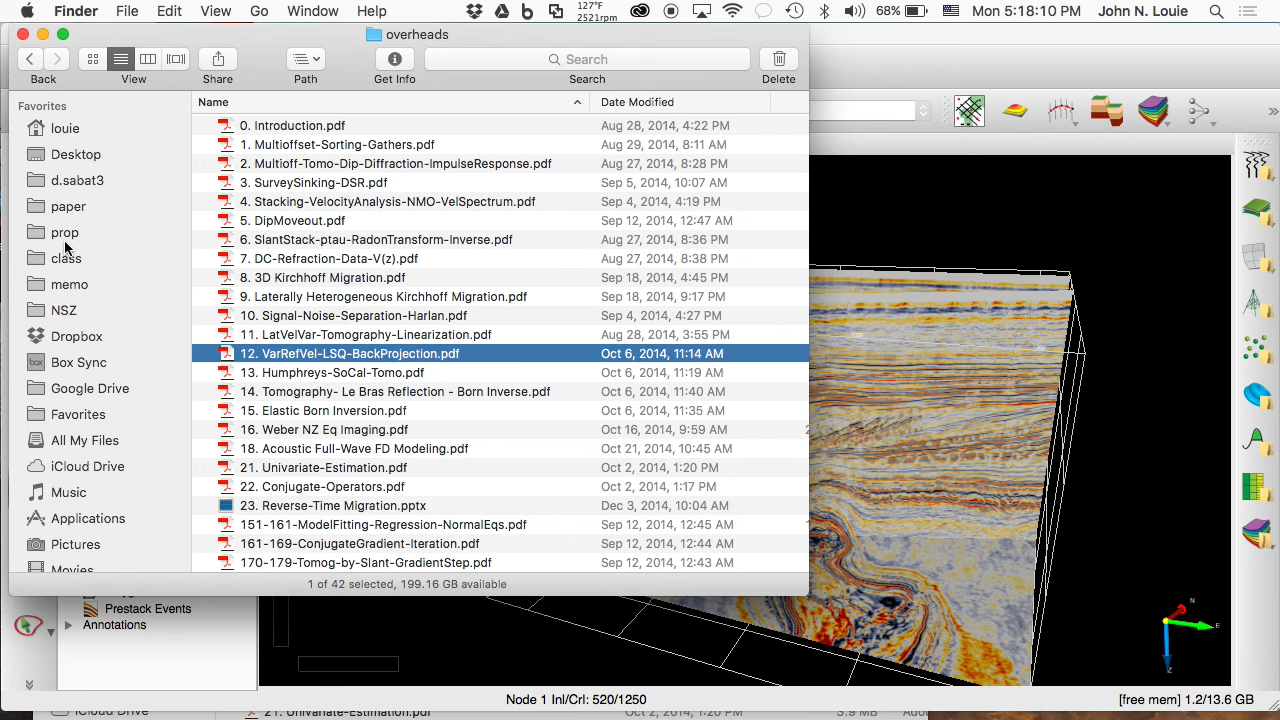 Finder File Edit View Go Window Help 127°F 2521rpm 68% Mon 5:18:10 PM John N. Louie
overheads
Search
Back View Share Path Get Info Search Delete
Favorites
louie
Desktop
d.sabat3
paper
prop
class
memo
NSZ
Dropbox
Box Sync
Google Drive
Favorites
All My Files
iCloud Drive
Music
Applications
Pictures
Movies
Name Date Modified
0. Introduction.pdf Aug 28, 2014, 4:22 PM
1. Multioffset-Sorting-Gathers.pdf Aug 29, 2014, 8:11 AM
2. Multioff-Tomo-Dip-Diffraction-ImpulseResponse.pdf Aug 27, 2014, 8:28 PM
3. SurveySinking-DSR.pdf Sep 5, 2014, 10:07 AM
4. Stacking-VelocityAnalysis-NMO-VelSpectrum.pdf Sep 4, 2014, 4:19 PM
5. DipMoveout.pdf Sep 12, 2014, 12:47 AM
6. SlantStack-ptau-RadonTransform-Inverse.pdf Aug 27, 2014, 8:36 PM
7. DC-Refraction-Data-V(z).pdf Aug 27, 2014, 8:38 PM
8. 3D Kirchhoff Migration.pdf Sep 18, 2014, 4:45 PM
9. Laterally Heterogeneous Kirchhoff Migration.pdf Sep 18, 2014, 9:17 PM
10. Signal-Noise-Separation-Harlan.pdf Sep 4, 2014, 4:27 PM
11. LatVelVar-Tomography-Linearization.pdf Aug 28, 2014, 3:55 PM
12. VarRefVel-LSQ-BackProjection.pdf Oct 6, 2014, 11:14 AM
13. Humphreys-SoCal-Tomo.pdf Oct 6, 2014, 11:19 AM
14. Tomography- Le Bras Reflection - Born Inverse.pdf Oct 6, 2014, 11:40 AM
15. Elastic Born Inversion.pdf Oct 6, 2014, 11:35 AM
16. Weber NZ Eq Imaging.pdf Oct 16, 2014, 9:59 AM
18. Acoustic Full-Wave FD Modeling.pdf Oct 21, 2014, 10:45 AM
21. Univariate-Estimation.pdf Oct 2, 2014, 1:20 PM
22. Conjugate-Operators.pdf Oct 2, 2014, 1:17 PM
23. Reverse-Time Migration.pptx Dec 3, 2014, 10:04 AM
151-161-ModelFitting-Regression-NormalEqs.pdf Sep 12, 2014, 12:45 AM
161-169-ConjugateGradient-Iteration.pdf Sep 12, 2014, 12:44 AM
170-179-Tomog-by-Slant-GradientStep.pdf Sep 12, 2014, 12:43 AM
1 of 42 selected, 199.16 GB available
Prestack Events
Annotations
N
E
Z
Node 1 Inl/Crl: 520/1250 [free mem] 1.2/13.6 GB
iCloud Drive 21. Univariate-Estimation.pdf Oct 2, 2014, 1:20 PM 3.9 MB